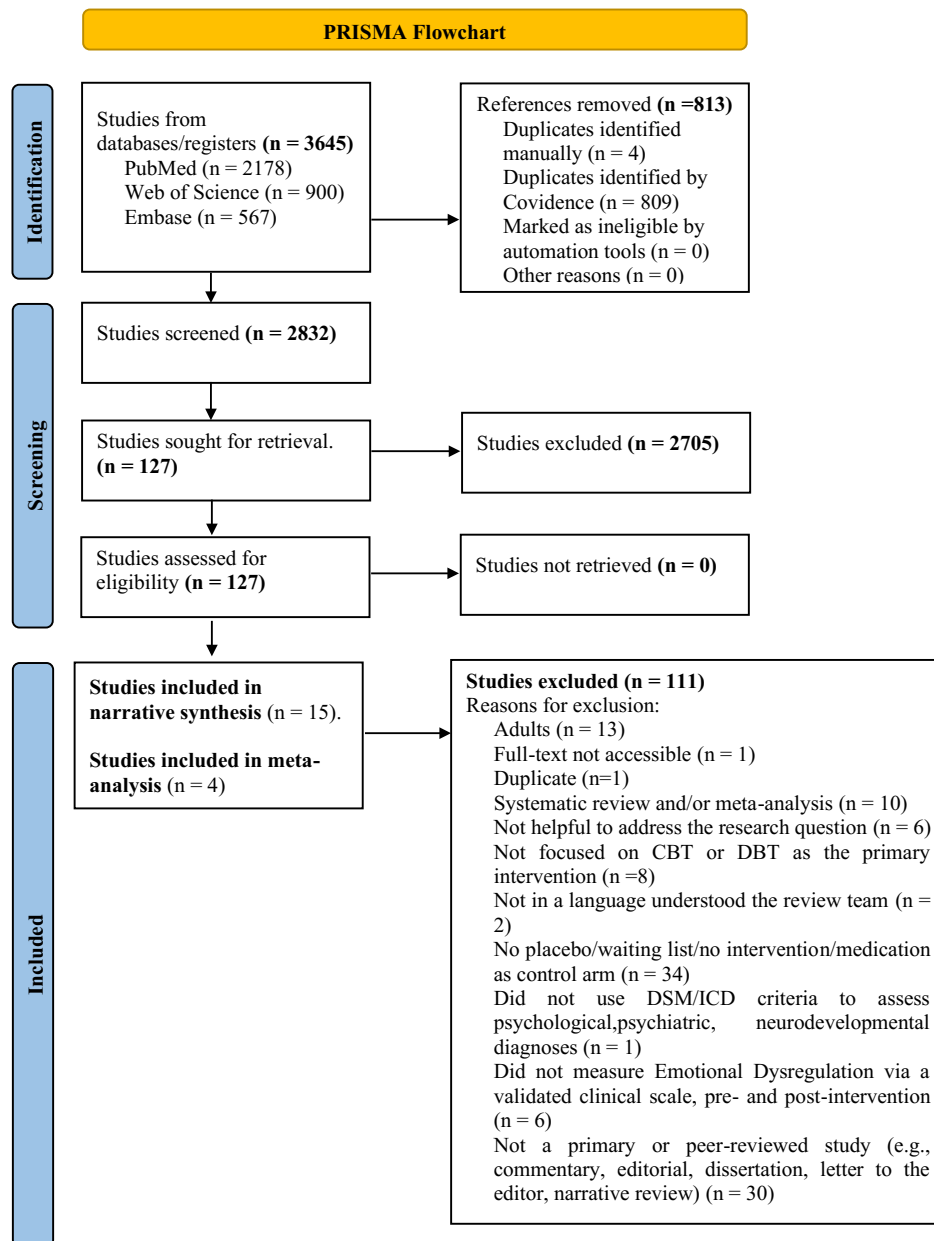 PRISMA Flowchart
Identification
Studies from
databases/registers (n = 3645)
PubMed (n = 2178)
Web of Science (n = 900)
Embase (n = 567)
References removed (n =813)
Duplicates identified
manually (n = 4)
Duplicates identified by
Covidence (n = 809)
Marked as ineligible by
automation tools (n = 0)
Other reasons (n = 0)
Screening
Studies screened (n = 2832)
Studies sought for retrieval.
(n = 127)
Studies excluded (n = 2705)
Studies assessed for
eligibility (n = 127)
Studies not retrieved (n = 0)
Included
Studies included in
narrative synthesis (n = 15).
Studies included in meta-
analysis (n = 4)
Studies excluded (n = 111)
Reasons for exclusion:
Adults (n = 13)
Full-text not accessible (n = 1)
Duplicate (n=1)
Systematic review and/or meta-analysis (n = 10)
Not helpful to address the research question (n = 6)
Not focused on CBT or DBT as the primary
intervention (n =8)
Not in a language understood the review team (n =
2)
No placebo/waiting list/no intervention/medication
as control arm (n = 34)
Did not use DSM/ICD criteria to assess
psychological,psychiatric, neurodevelopmental
diagnoses (n = 1)
Did not measure Emotional Dysregulation via a
validated clinical scale, pre- and post-intervention
(n = 6)
Not a primary or peer-reviewed study (e.g.,
commentary, editorial, dissertation, letter to the
editor, narrative review) (n = 30)